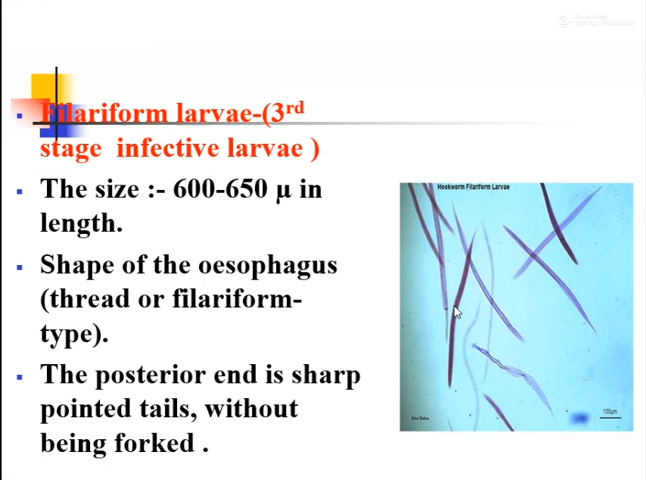 Filariform larvae-(3rd
stage infective larvae )
The size :- 600-650 µ in
length.
Shape of the oesophagus
(thread or filariform-
type).
The posterior end is sharp
pointed tails, without
being forked .
Hookworm Filariform Larvae
100µm